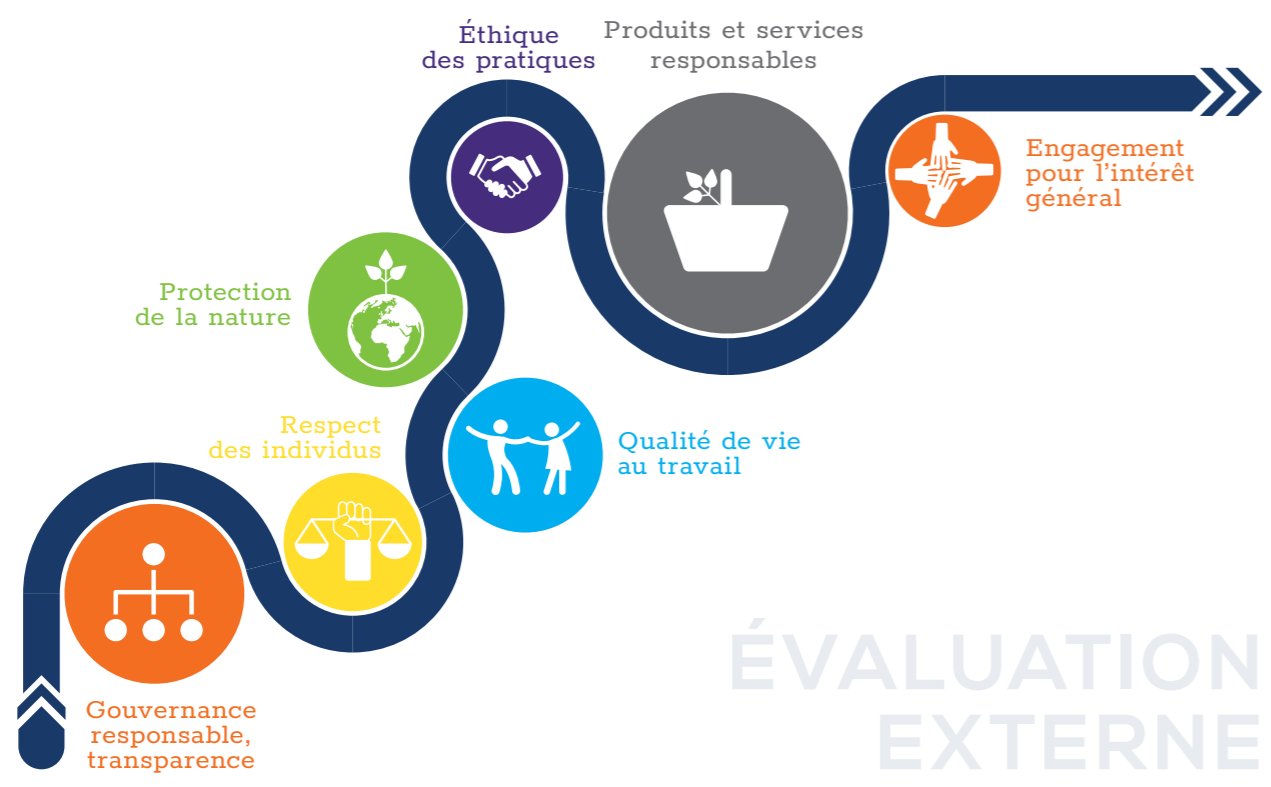 Éthique
des pratiques
Produits et services
responsables
Engagement
pour l'intérêt
général
Protection
de la nature
Respect
des individus
Qualité de vie
au travail
Gouvernance
responsable,
transparence
ÉVALUATION
EXTERNE